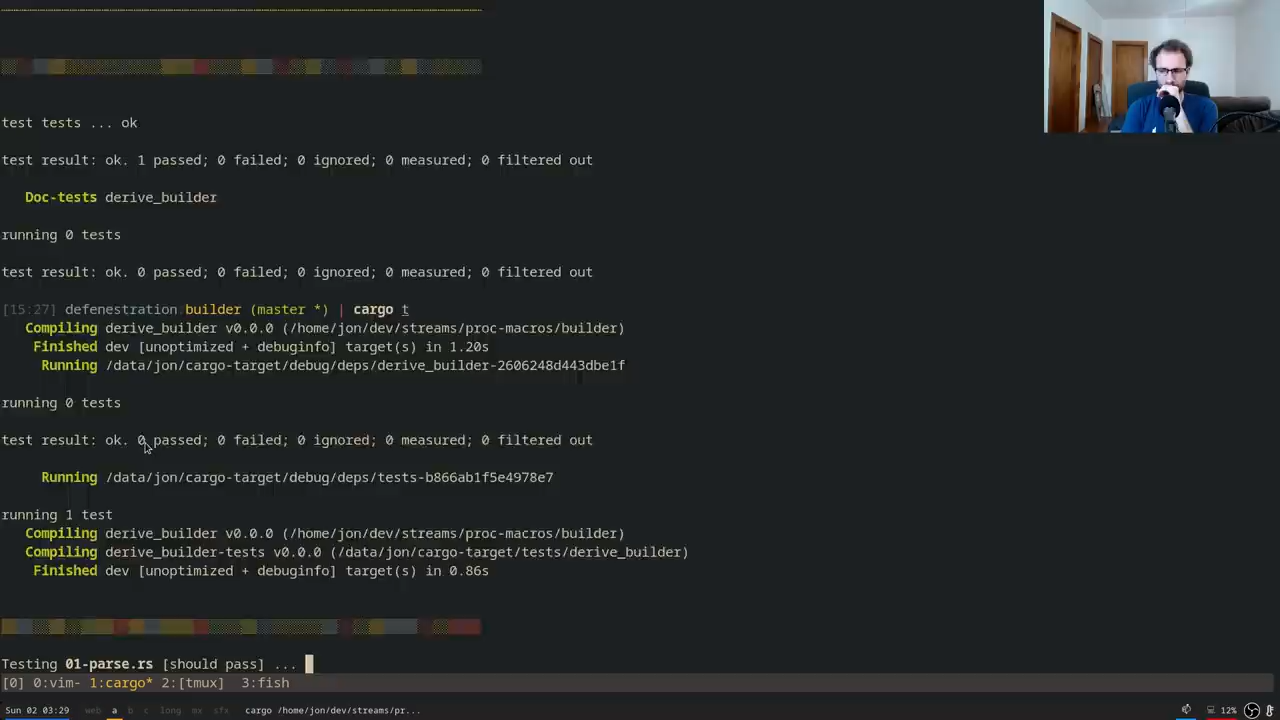 test tests ... ok
test result: ok. 1 passed; 0 failed; 0 ignored; 0 measured; 0 filtered out
Doc-tests derive_builder
running 0 tests
test result: ok. 0 passed; 0 failed; 0 ignored; 0 measured; 0 filtered out
[15:27] defenestration builder (master *) | cargo t
Compiling derive_builder v0.0.0 (/home/jon/dev/streams/proc-macros/builder)
Finished dev [unoptimized + debuginfo] target(s) in 1.20s
Running /data/jon/cargo-target/debug/deps/derive_builder-2606248d443dbe1f
running 0 tests
test result: ok. 0 passed; 0 failed; 0 ignored; 0 measured; 0 filtered out
Running /data/jon/cargo-target/debug/deps/tests-b866ab1f5e4978e7
running 1 test
Compiling derive_builder v0.0.0 (/home/jon/dev/streams/proc-macros/builder)
Compiling derive_builder-tests v0.0.0 (/data/jon/cargo-target/tests/derive_builder)
Finished dev [unoptimized + debuginfo] target(s) in 0.86s
Testing 01-parse.rs [should pass] ...
[0] 0:vim- 1:cargo* 2:[tmux] 3:fish
Sun 02 03:29 web a b c long mx sfx cargo /home/jon/dev/streams/pr... 12%